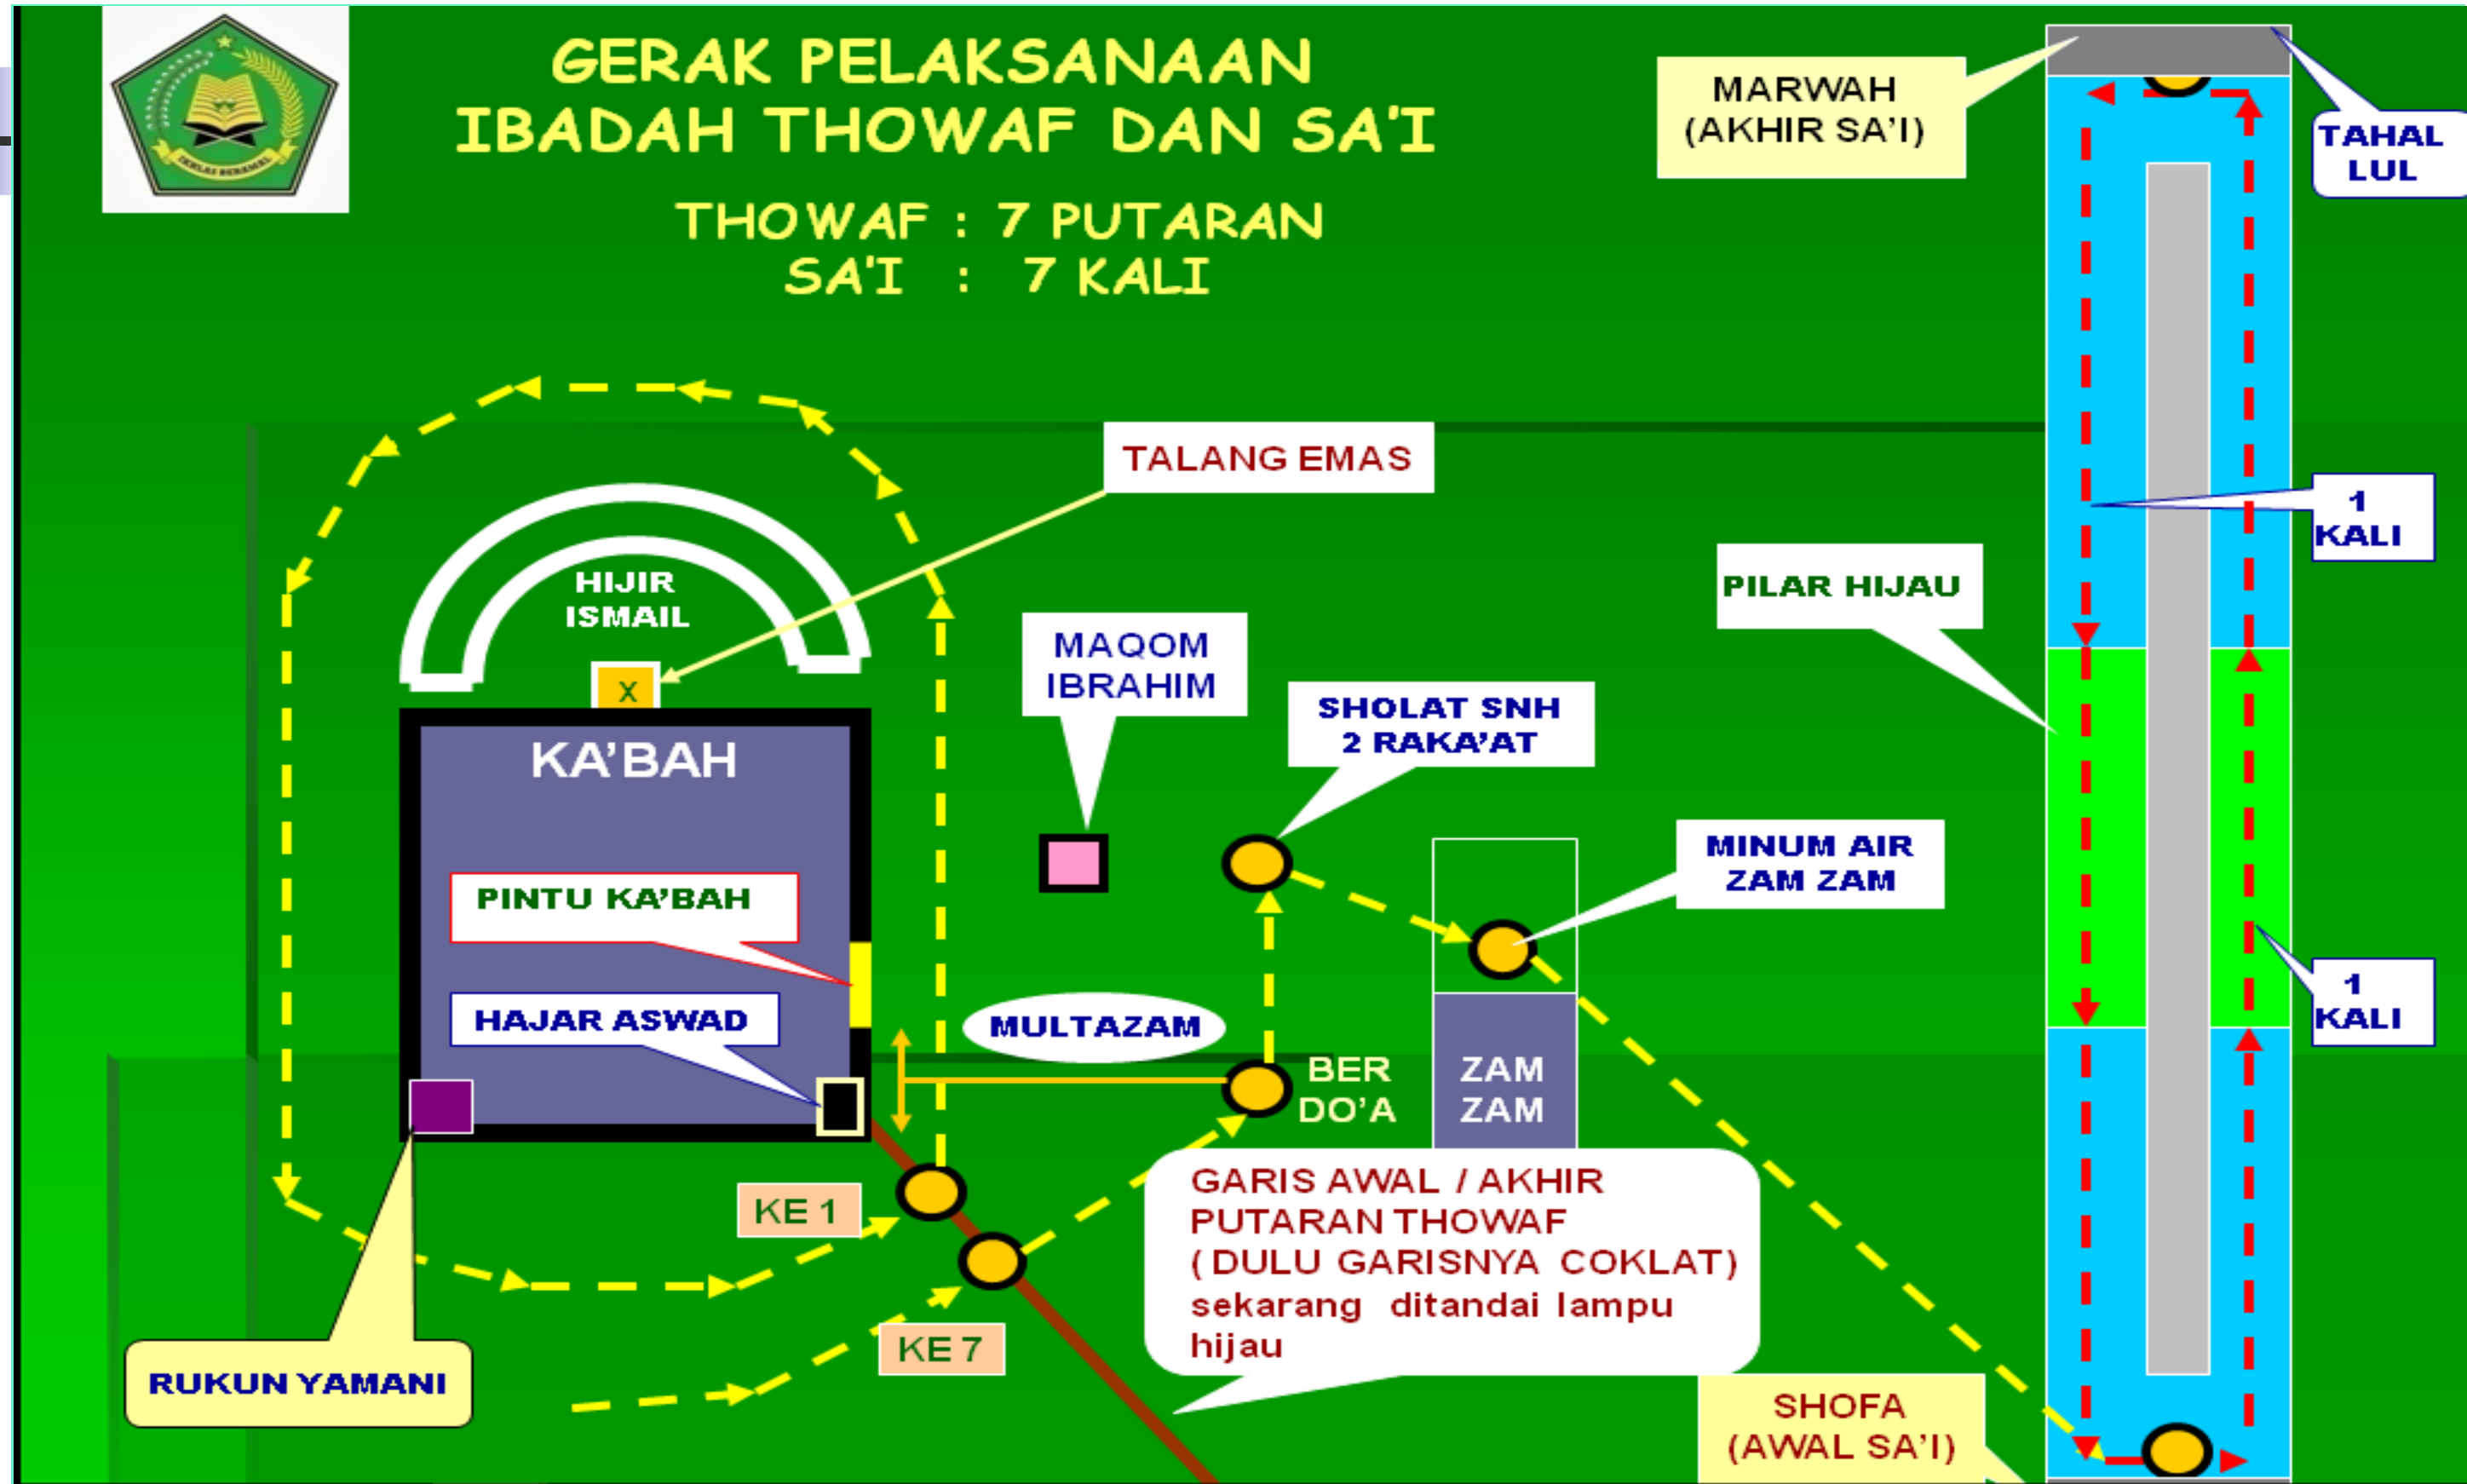 IKHLAS BERAMAL
GERAK PELAKSANAAN
IBADAH THOWAF DAN SA'I
THOWAF : 7 PUTARAN
SA'I : 7 KALI
MARWAH
(AKHIR SA'I)
TAHAL
LUL
TALANG EMAS
1
KALI
HIJIR
ISMAIL
PILAR HIJAU
MAQOM
IBRAHIM
X
SHOLAT SNH
2 RAKA'AT
KA'BAH
MINUM AIR
ZAM ZAM
PINTU KA'BAH
HAJAR ASWAD
MULTAZAM
1
KALI
BER
DO'A
ZAM
ZAM
KE 1
GARIS AWAL / AKHIR
PUTARAN THOWAF
( DULU GARISNYA COKLAT)
sekarang ditandai lampu
hijau
KE 7
RUKUN YAMANI
SHOFA
(AWAL SA'I)